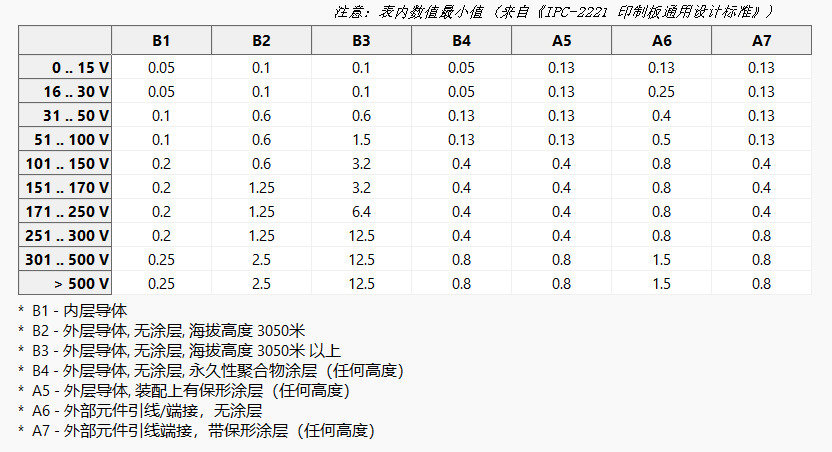 注意: 表内数值最小值 (来自《IPC-2221 印制板通用设计标准》)
B1 B2 B3 B4 A5 A6 A7
0 .. 15 V 0.05 0.1 0.1 0.05 0.13 0.13 0.13
16 .. 30 V 0.05 0.1 0.1 0.05 0.13 0.25 0.13
31 .. 50 V 0.1 0.6 0.6 0.13 0.13 0.4 0.13
51 .. 100 V 0.1 0.6 1.5 0.13 0.13 0.5 0.13
101 .. 150 V 0.2 0.6 3.2 0.4 0.4 0.8 0.4
151 .. 170 V 0.2 1.25 3.2 0.4 0.4 0.8 0.4
171 .. 250 V 0.2 1.25 6.4 0.4 0.4 0.8 0.4
251 .. 300 V 0.2 1.25 12.5 0.4 0.4 0.8 0.8
301 .. 500 V 0.25 2.5 12.5 0.8 0.8 1.5 0.8
> 500 V 0.25 2.5 12.5 0.8 0.8 1.5 0.8
* B1 - 内层导体
* B2 - 外层导体, 无涂层, 海拔高度 3050米
* B3 - 外层导体, 无涂层, 海拔高度 3050米 以上
* B4 - 外层导体, 无涂层, 永久性聚合物涂层（任何高度）
* A5 - 外层导体, 装配上有保形涂层（任何高度）
* A6 - 外部元件引线/端接，无涂层
* A7 - 外部元件引线端接，带保形涂层（任何高度）